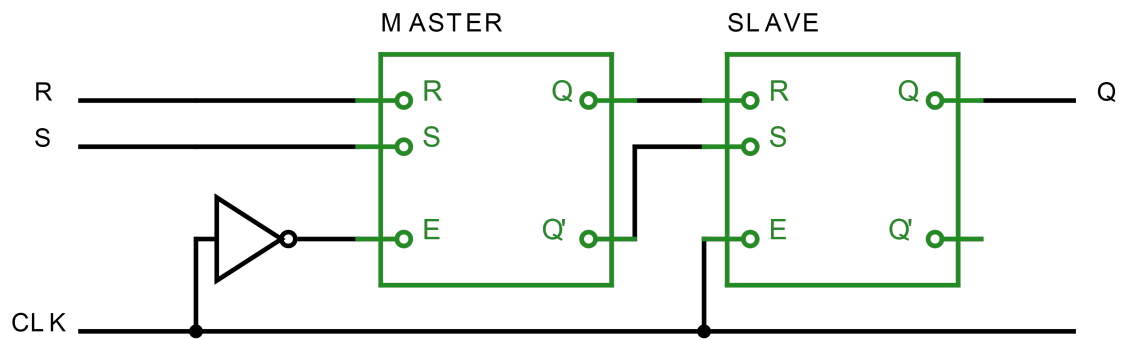 MASTER SLAVE
R R Q R Q Q
S S S
E Q' E Q'
CLK